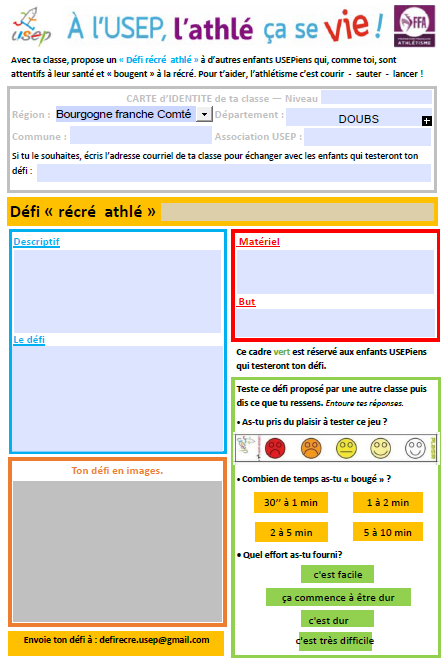 usep
À l'USEP, l'athlé ça se vie !
FFA
ATHLÉTISME
Avec ta classe, propose un « Défi récré athlé » à d'autres enfants USEPiens qui, comme toi, sont
attentifs à leur santé et « bougent » à la récré. Pour t'aider, l'athlétisme c'est courir - sauter - lancer !
CARTE d'IDENTITE de ta classe — Niveau
Région : Bourgogne franche Comté Département : DOUBS
Commune : Association USEP :
Si tu le souhaites, écris l'adresse courriel de ta classe pour échanger avec les enfants qui testeront ton
défi :
Défi « récré athlé »
Descriptif
Le défi
Ton défi en images.
Envoie ton défi à : defirecre.usep@gmail.com
Matériel
But
Ce cadre vert est réservé aux enfants USEPiens
qui testeront ton défi.
Teste ce défi proposé par une autre classe puis
dis ce que tu ressens. Entoure tes réponses.
• As-tu pris du plaisir à tester ce jeu ?
• Combien de temps as-tu « bougé » ?
30'' à 1 min
1 à 2 min
2 à 5 min
5 à 10 min
• Quel effort as-tu fourni?
c'est facile
ça commence à être dur
c'est dur
c'est très difficile